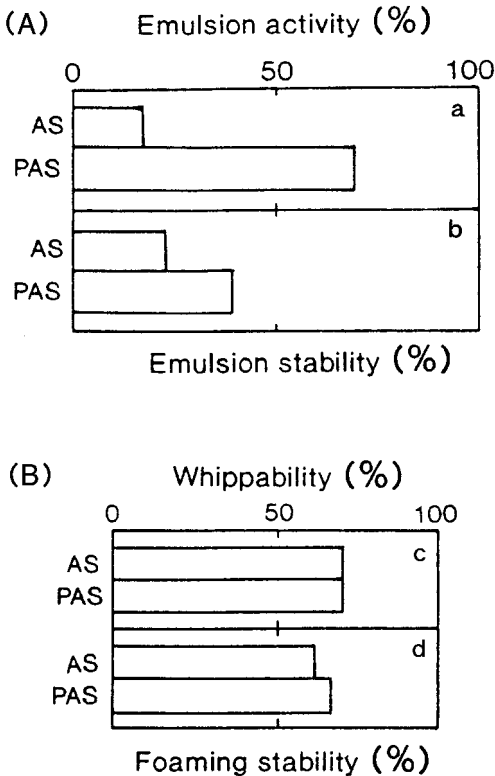 (A) Emulsion activity (%)
0 50 100
a
AS
PAS
b
AS
PAS
Emulsion stability (%)
(B) Whippability (%)
0 50 100
c
AS
PAS
d
AS
PAS
Foaming stability (%)